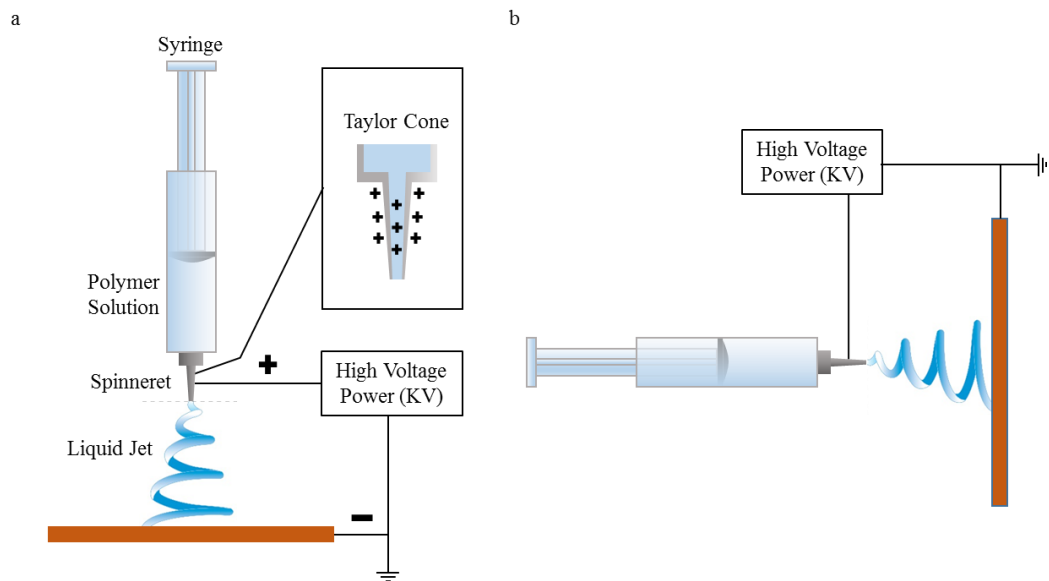 a
Syringe
Taylor Cone
Polymer
Solution
Spinneret
High Voltage
Power (KV)
Liquid Jet
b
High Voltage
Power (KV)